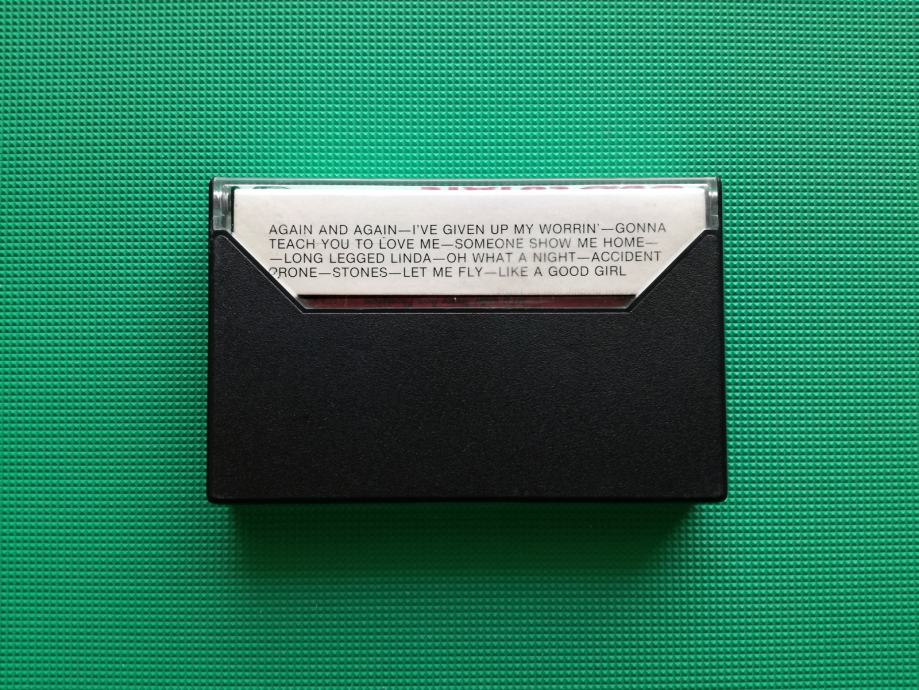 AGAIN AND AGAIN—I'VE GIVEN UP MY WORRIN'—GONNA
TEACH YOU TO LOVE ME—SOMEONE SHOW ME HOME—
—LONG LEGGED LINDA—OH WHAT A NIGHT—ACCIDENT
PRONE—STONES—LET ME FLY—LIKE A GOOD GIRL